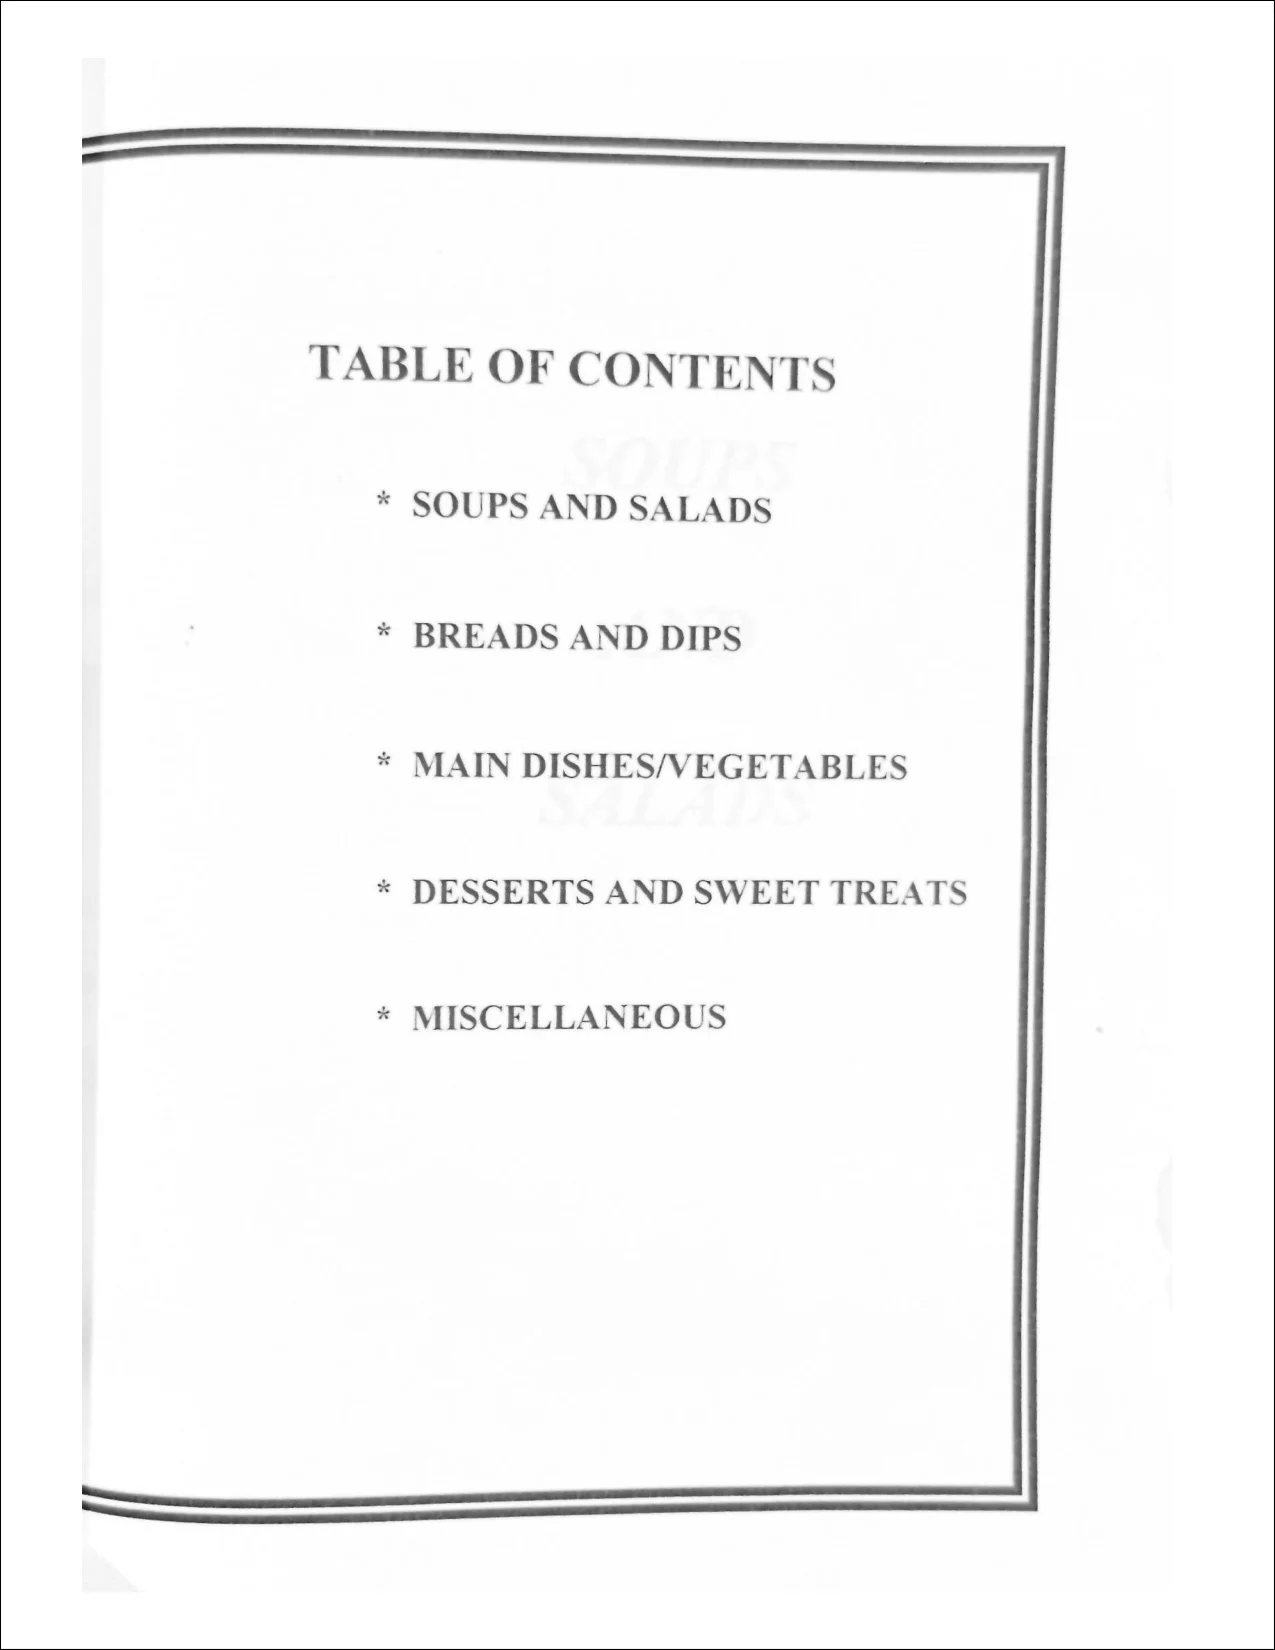 TABLE OF CONTENTS
* SOUPS AND SALADS
* BREADS AND DIPS
* MAIN DISHES/VEGETABLES
* DESSERTS AND SWEET TREATS
* MISCELLANEOUS